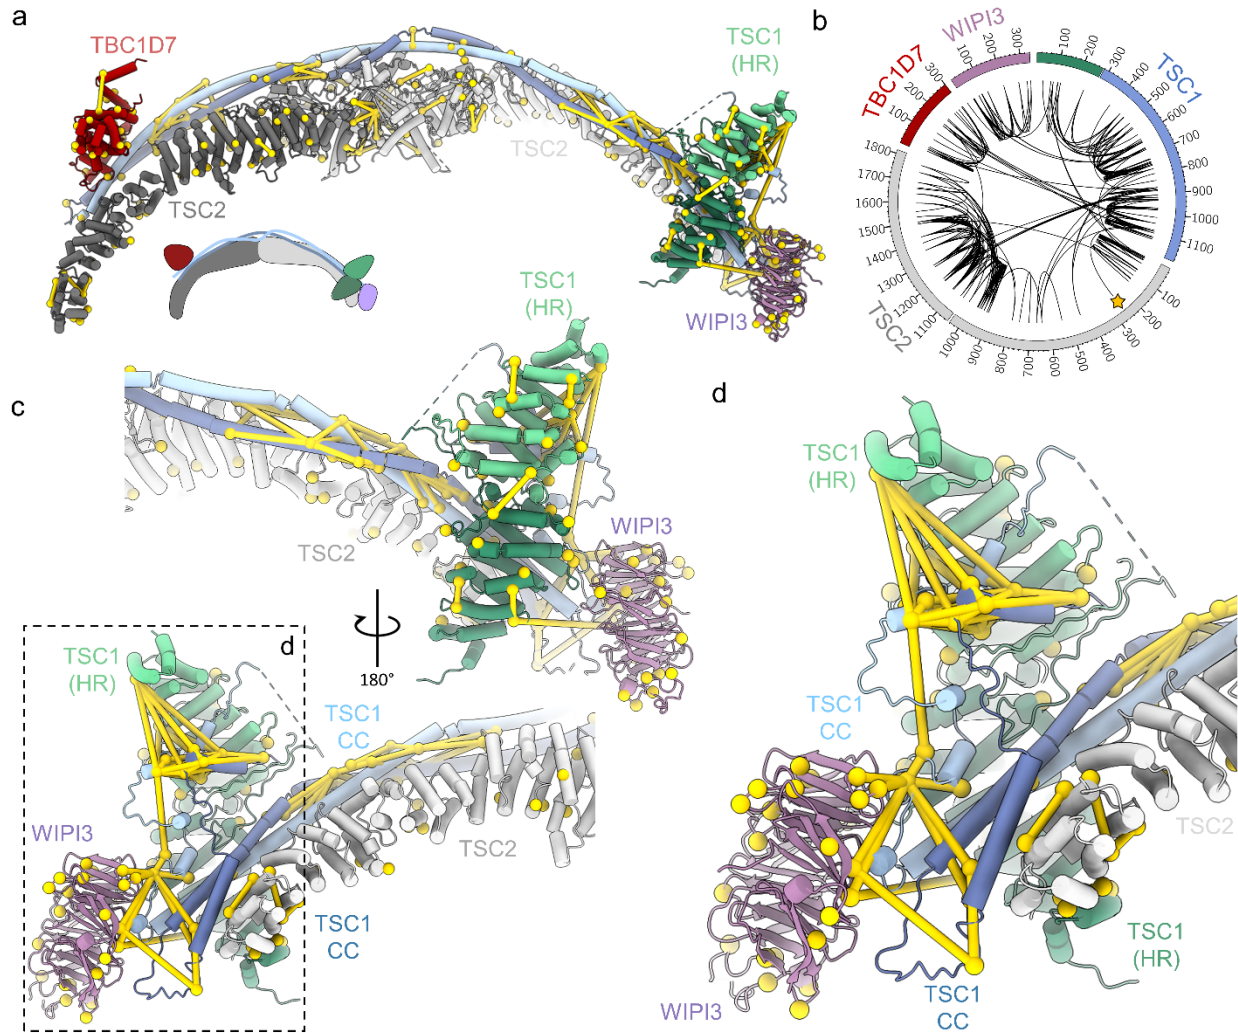 a
TBC1D7
TSC2
TSC2
TSC1
(HR)
WIPI3
b
TBC1D7
WIPI3
TSC1
TSC2
100
200
300
100
200
300
100
200
300
400
500
600
700
800
900
1000
1100
100
200
300
400
500
600
700
800
900
1000
1100
1200
1300
1400
1500
1600
1700
1800
c
TSC1
(HR)
TSC2
WIPI3
180°
d
TSC1
(HR)
TSC1
CC
WIPI3
TSC2
TSC1
CC
d
TSC1
(HR)
TSC1
CC
TSC2
WIPI3
TSC1
(HR)
TSC1
CC